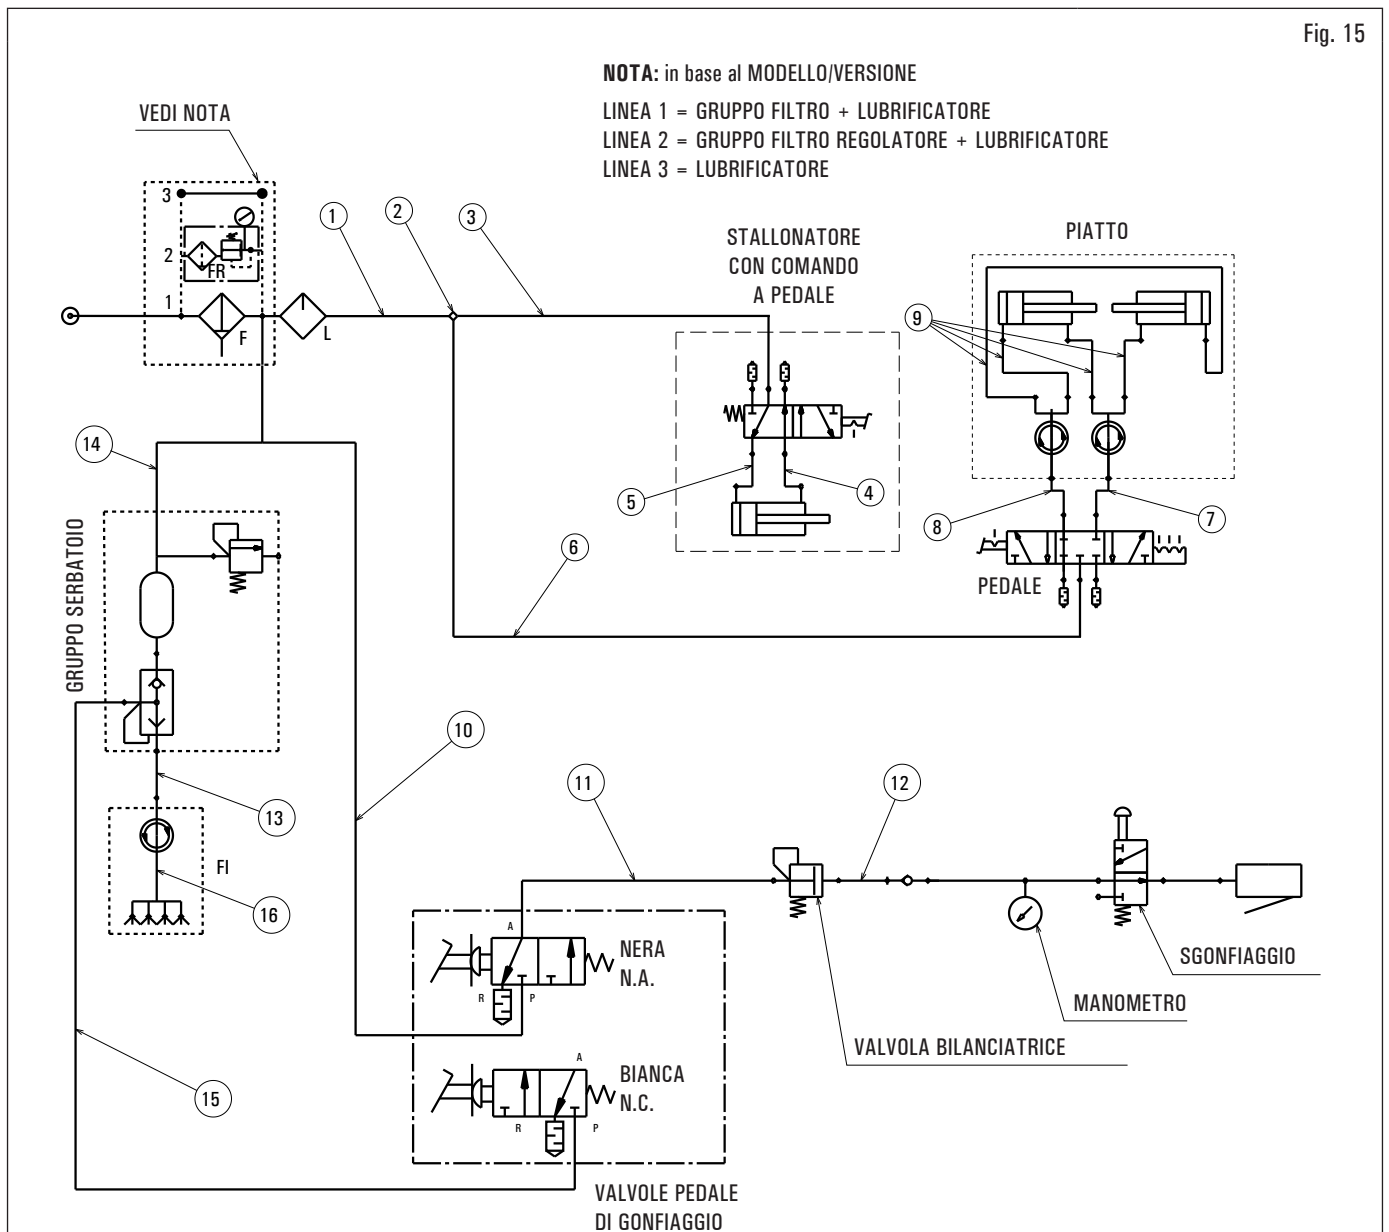 Fig. 15
NOTA: in base al MODELLO/VERSIONE
LINEA 1 = GRUPPO FILTRO + LUBRIFICATORE
LINEA 2 = GRUPPO FILTRO REGOLATORE + LUBRIFICATORE
LINEA 3 = LUBRIFICATORE
VEDI NOTA
3
2
FR
1
F
L
1
2
3
STALLONATORE
CON COMANDO
A PEDALE
5
4
PIATTO
9
8
7
PEDALE
6
14
GRUPPO SERBATOIO
13
FI
16
10
15
11
12
A
NERA
N.A.
R
P
A
BIANCA
N.C.
R
P
VALVOLE PEDALE
DI GONFIAGGIO
SGONFIAGGIO
MANOMETRO
VALVOLA BILANCIATRICE